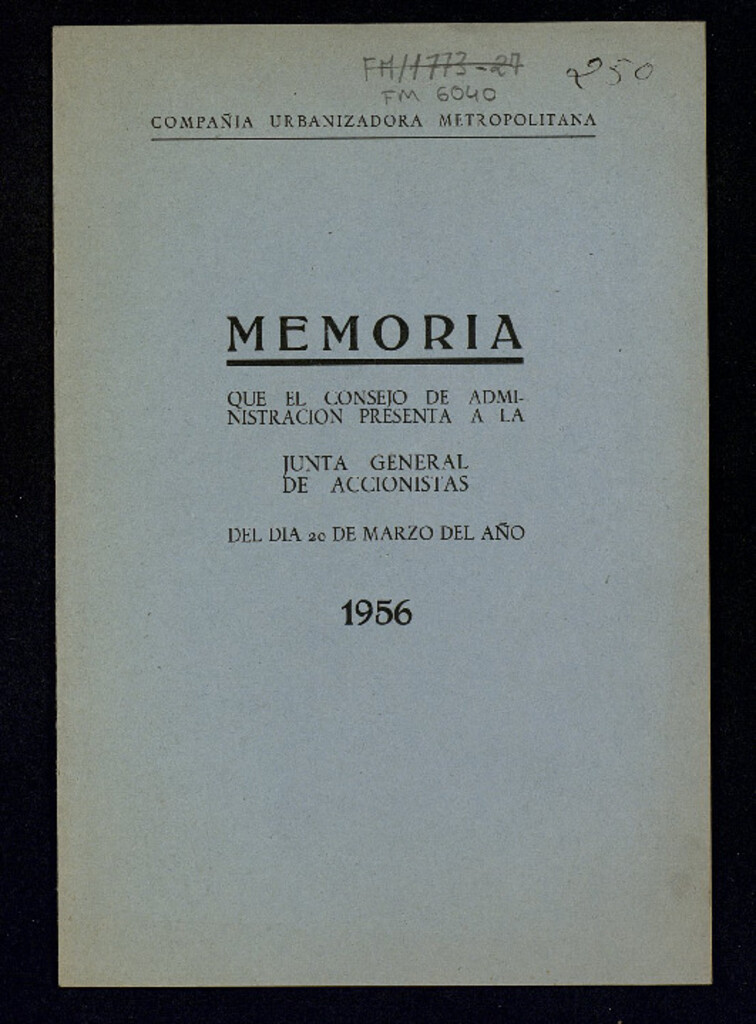 FM/1773-27
250
FM 6040
COMPAÑIA URBANIZADORA METROPOLITANA
MEMORIA
QUE EL CONSEJO DE ADMI-
NISTRACION PRESENTA A LA
JUNTA GENERAL
DE ACCIONISTAS
DEL DIA 20 DE MARZO DEL AÑO
1956